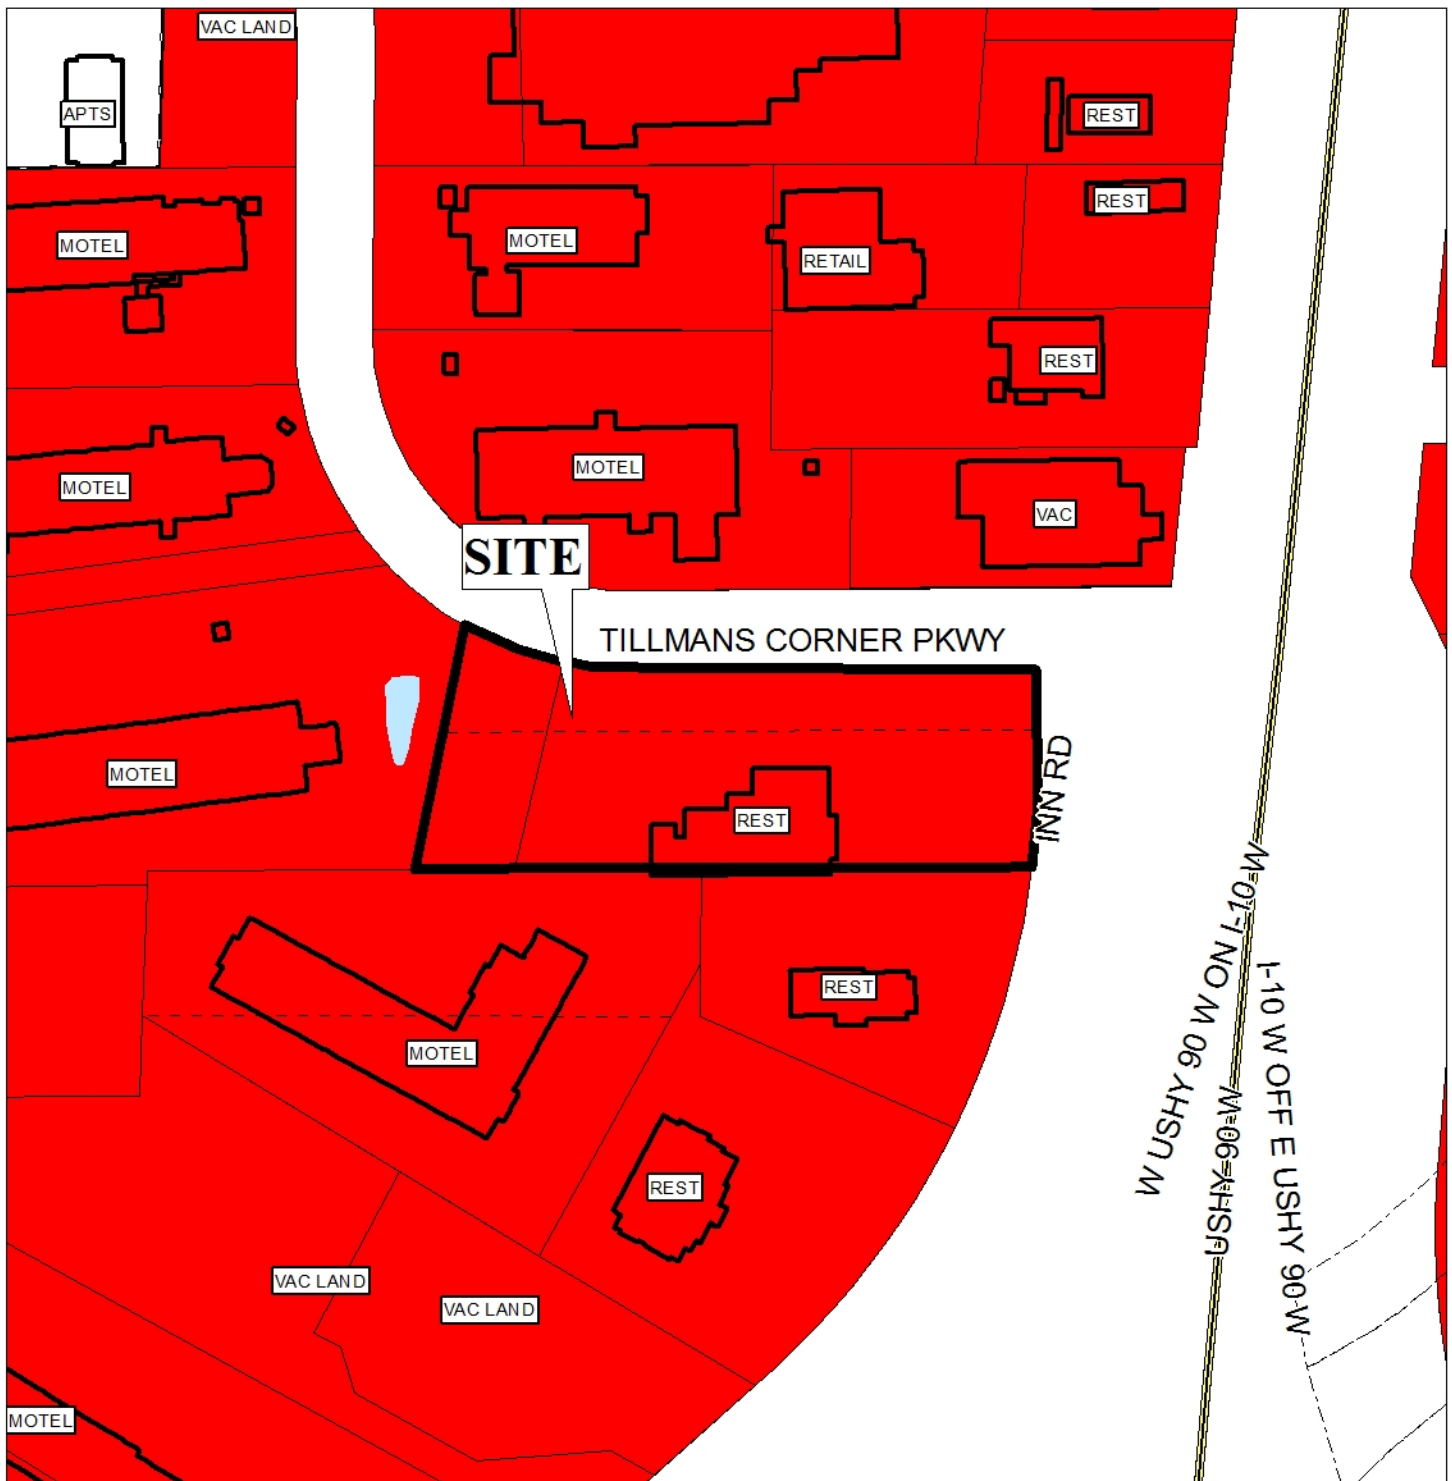 VAC LAND
APTS
REST
REST
MOTEL
MOTEL
RETAIL
REST
MOTEL
MOTEL
VAC
SITE
TILLMANS CORNER PKWY
INN RD
MOTEL
REST
W USHY 90 W ON I-10 W
I-10 W OFF E USHY 90 W
USHY 90 W
REST
MOTEL
REST
VAC LAND
VAC LAND
MOTEL